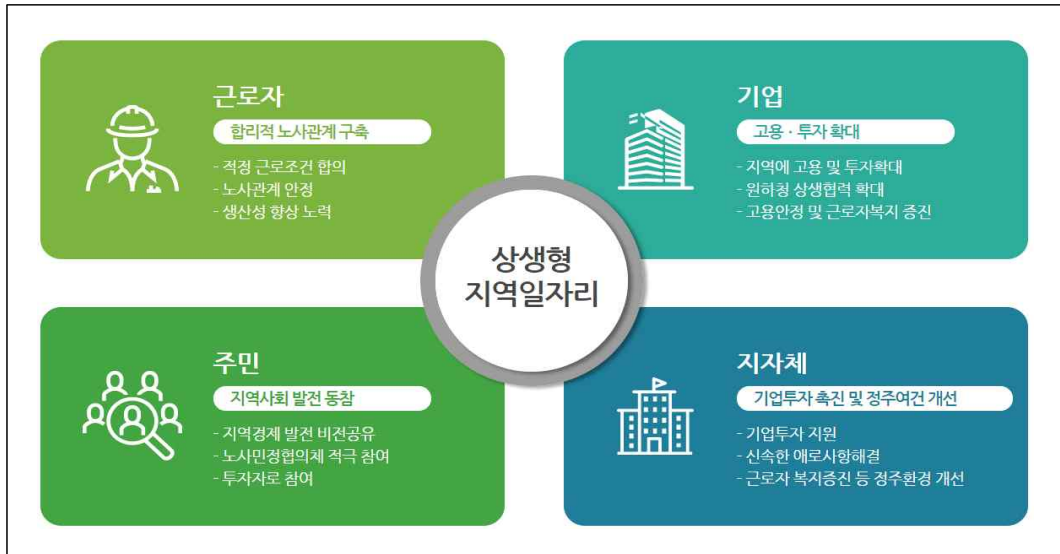 근로자
합리적 노사관계 구축
- 적정 근로조건 합의
- 노사관계 안정
- 생산성 향상 노력
기업
고용 · 투자 확대
- 지역에 고용 및 투자확대
- 원하청 상생협력 확대
- 고용안정 및 근로자복지 증진
상생형
지역일자리
주민
지역사회 발전 동참
- 지역경제 발전 비전공유
- 노사민정협의체 적극 참여
- 투자자로 참여
지자체
기업투자 촉진 및 정주여건 개선
- 기업투자 지원
- 신속한 애로사항해결
- 근로자 복지증진 등 정주환경 개선